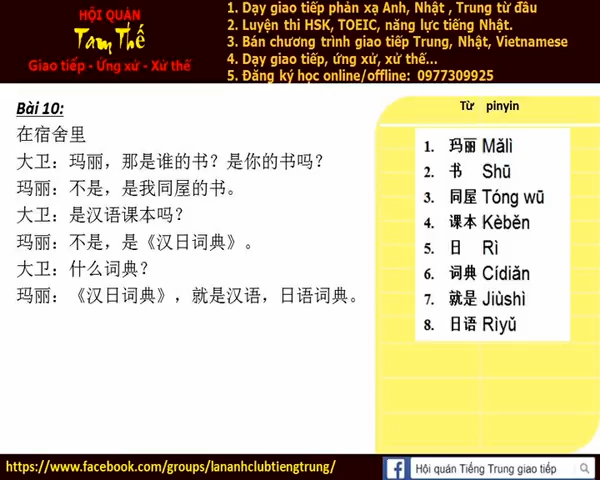 HỘI QUÁN
Tam Thế
Giao tiếp - Ứng xử - Xử thế
1. Dạy giao tiếp phản xạ Anh, Nhật , Trung từ đầu
2. Luyện thi HSK, TOEIC, năng lực tiếng Nhật.
3. Bán chương trình giao tiếp Trung, Nhật, Vietnamese
4. Dạy giao tiếp, ứng xử, xử thế...
5. Đăng ký học online/offline: 0977309925
Bài 10:
在宿舍里
大卫：玛丽，那是谁的书？是你的书吗？
玛丽：不是，是我同屋的书。
大卫：是汉语课本吗？
玛丽：不是，是《汉日词典》。
大卫：什么词典？
玛丽：《汉日词典》，就是汉语，日语词典。
Từ pinyin
1. 玛丽 Mǎlì
2. 书 Shū
3. 同屋 Tóng wū
4. 课本 Kèběn
5. 日 Rì
6. 词典 Cídiǎn
7. 就是 Jiùshì
8. 日语 Rìyǔ
https://www.facebook.com/groups/lananhclubtiengtrung/
Hội quán Tiếng Trung giao tiếp